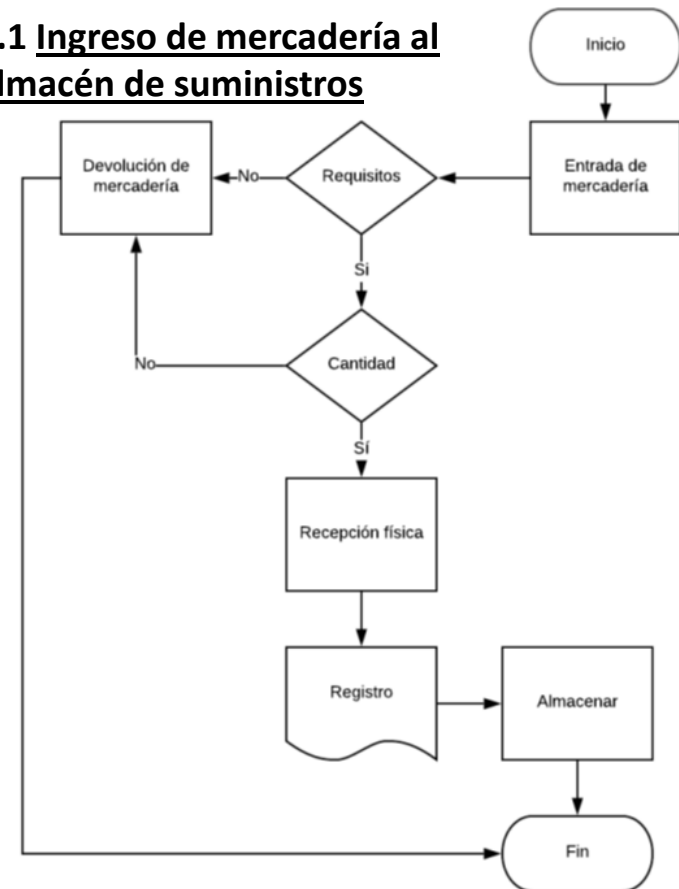 .1 Ingreso de mercadería al
lmacén de suministros
Inicio
Entrada de
mercadería
Requisitos
No
Devolución de
mercadería
Si
Cantidad
No
Sí
Recepción física
Registro
Almacenar
Fin